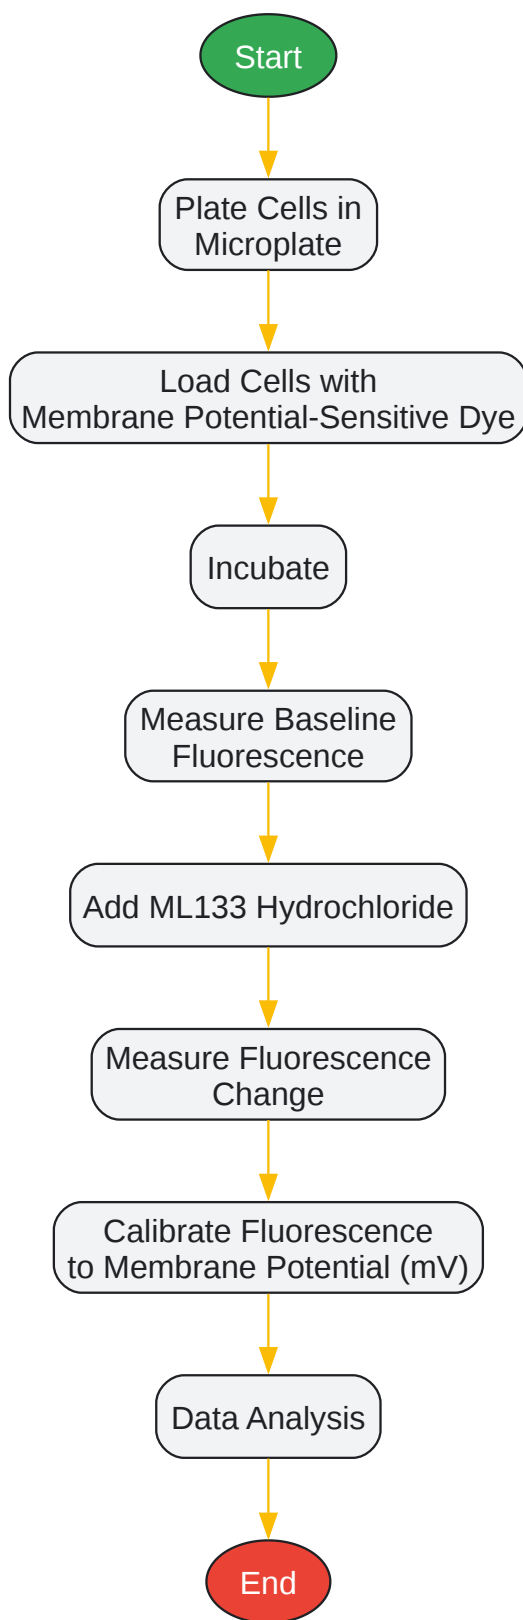 Start
Plate Cells in
Microplate
Load Cells with
Membrane Potential-Sensitive Dye
Incubate
Measure Baseline
Fluorescence
Add ML133 Hydrochloride
Measure Fluorescence
Change
Calibrate Fluorescence
to Membrane Potential (mV)
Data Analysis
End